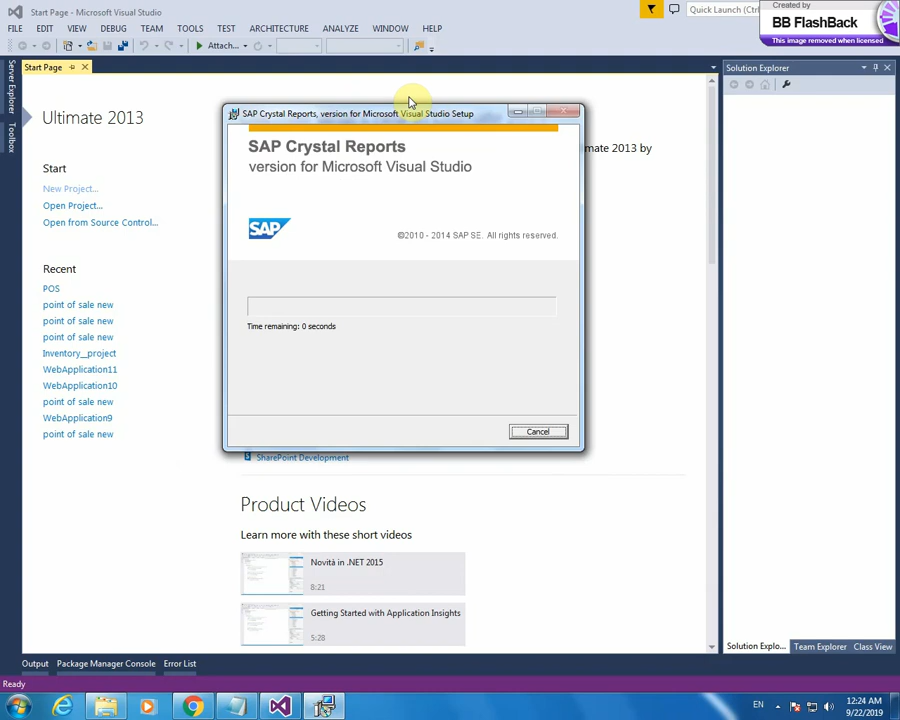 Start Page - Microsoft Visual Studio
Quick Launch (
Created by
BB FlashBack
This image removed when licensed
FILE EDIT VIEW DEBUG TEAM TOOLS TEST ARCHITECTURE ANALYZE WINDOW HELP
Attach...
Server Explorer
Toolbox
Start Page
Solution Explorer
Ultimate 2013
Start
New Project...
Open Project...
Open from Source Control...
Recent
POS
point of sale new
point of sale new
point of sale new
Inventory__project
WebApplication11
WebApplication10
point of sale new
WebApplication9
point of sale new
SAP Crystal Reports, version for Microsoft Visual Studio Setup
SAP Crystal Reports
version for Microsoft Visual Studio
SAP
©2010 - 2014 SAP SE. All rights reserved.
Time remaining: 0 seconds
Cancel
mate 2013 by
SharePoint Development
Product Videos
Learn more with these short videos
Novità in .NET 2015
8:21
Getting Started with Application Insights
5:28
Solution Explo... Team Explorer Class View
Output Package Manager Console Error List
Ready
EN
12:24 AM
9/22/2019